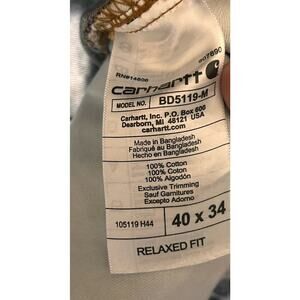 RN#14806
607690
carhartt
MODEL NO. BD5119-M
Carhartt, Inc. P.O. Box 600
Dearborn, MI 48121 USA
carhartt.com
Made in Bangladesh
Fabriqué au Bangladesh
Hecho en Bangladesh
100% Cotton
100% Coton
100% Algodón
Exclusive Trimming
Sauf Garnitures
Excepto Adorno
105119 H44
40 x 34
RELAXED FIT